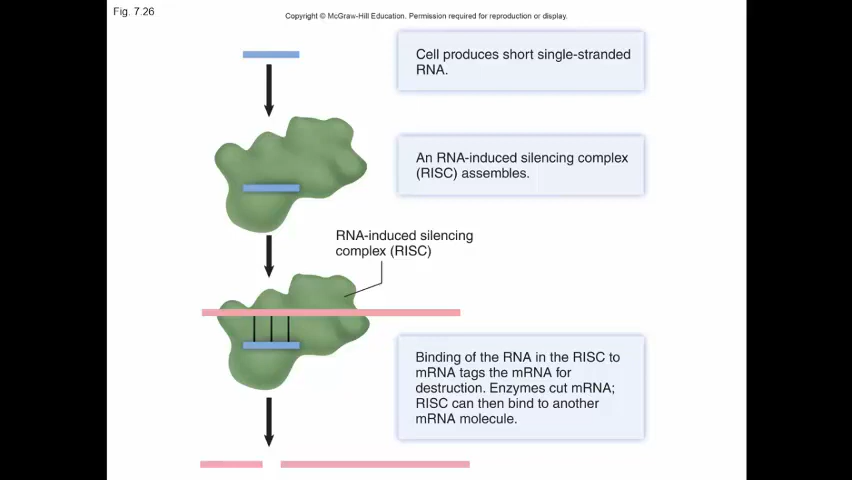 Fig. 7.26
Copyright © McGraw-Hill Education. Permission required for reproduction or display.
Cell produces short single-stranded
RNA.
An RNA-induced silencing complex
(RISC) assembles.
RNA-induced silencing
complex (RISC)
Binding of the RNA in the RISC to
mRNA tags the mRNA for
destruction. Enzymes cut mRNA;
RISC can then bind to another
mRNA molecule.